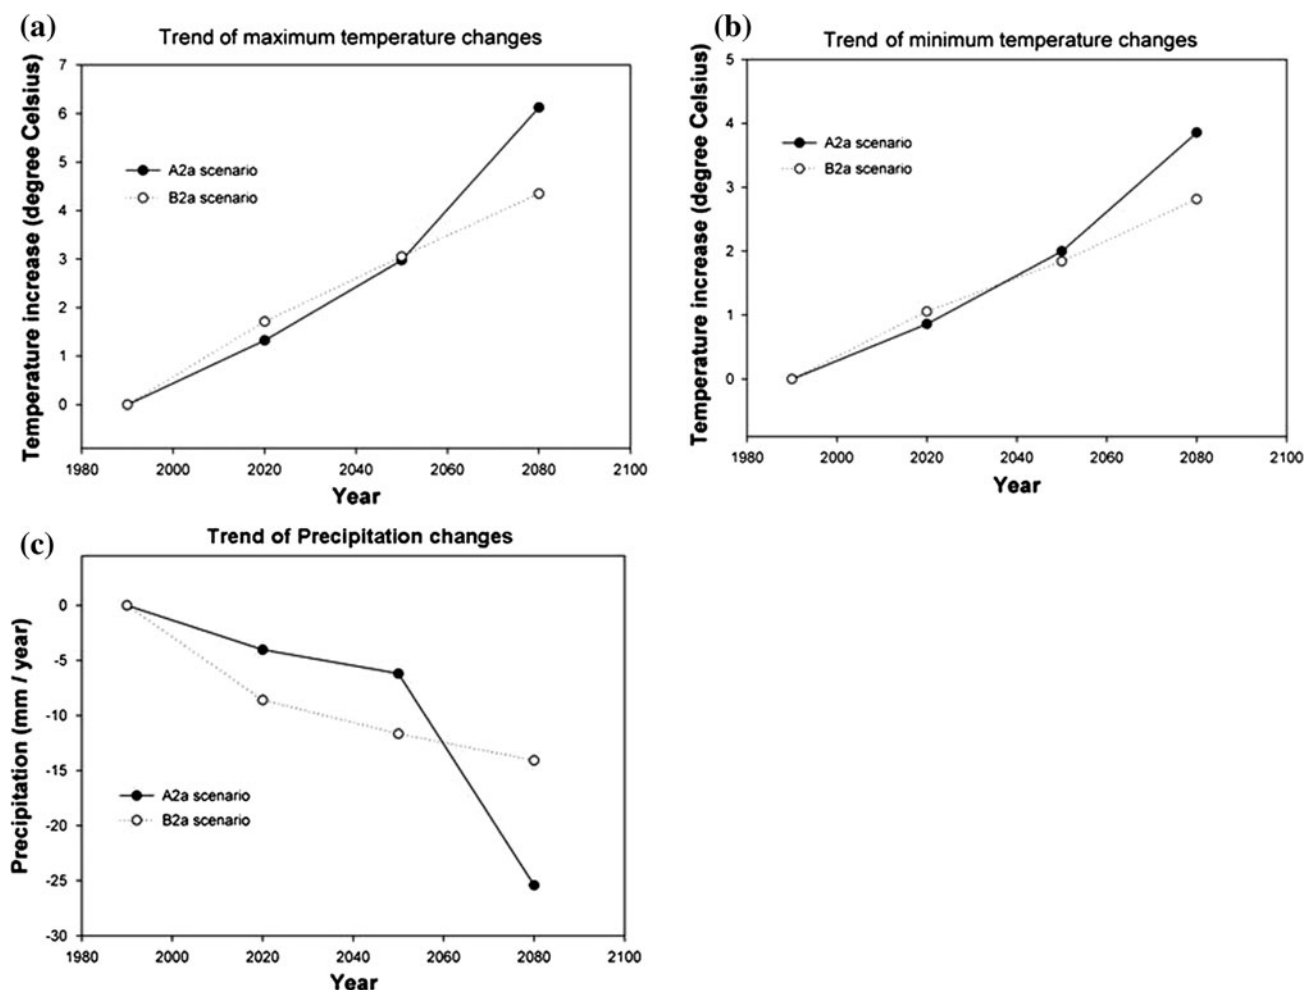 (a)
Trend of maximum temperature changes
7
6
5
4
3
2
1
0
Temperature increase (degree Celsius)
A2a scenario
B2a scenario
1980 2000 2020 2040 2060 2080 2100
Year
(b)
Trend of minimum temperature changes
5
4
3
2
1
0
Temperature increase (degree Celsius)
A2a scenario
B2a scenario
1980 2000 2020 2040 2060 2080 2100
Year
(c)
Trend of Precipitation changes
0
-5
-10
-15
-20
-25
-30
Precipitation (mm / year)
A2a scenario
B2a scenario
1980 2000 2020 2040 2060 2080 2100
Year